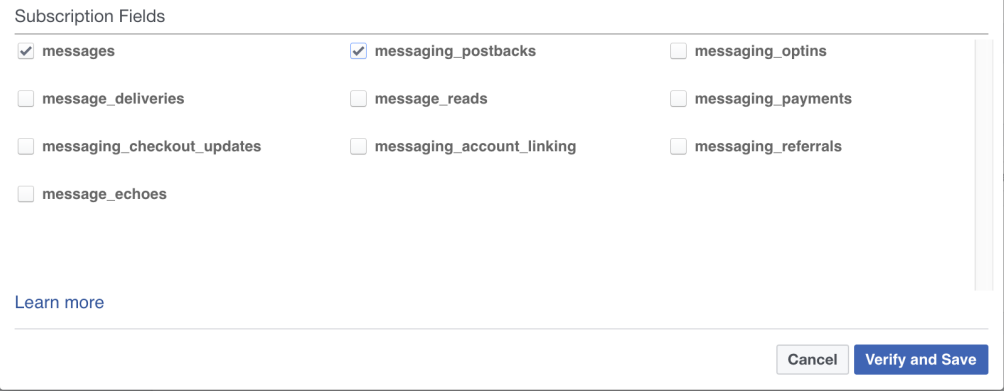 Subscription Fields
messages messaging_postbacks messaging_optins
message_deliveries message_reads messaging_payments
messaging_checkout_updates messaging_account_linking messaging_referrals
message_echoes
Learn more
Cancel Verify and Save